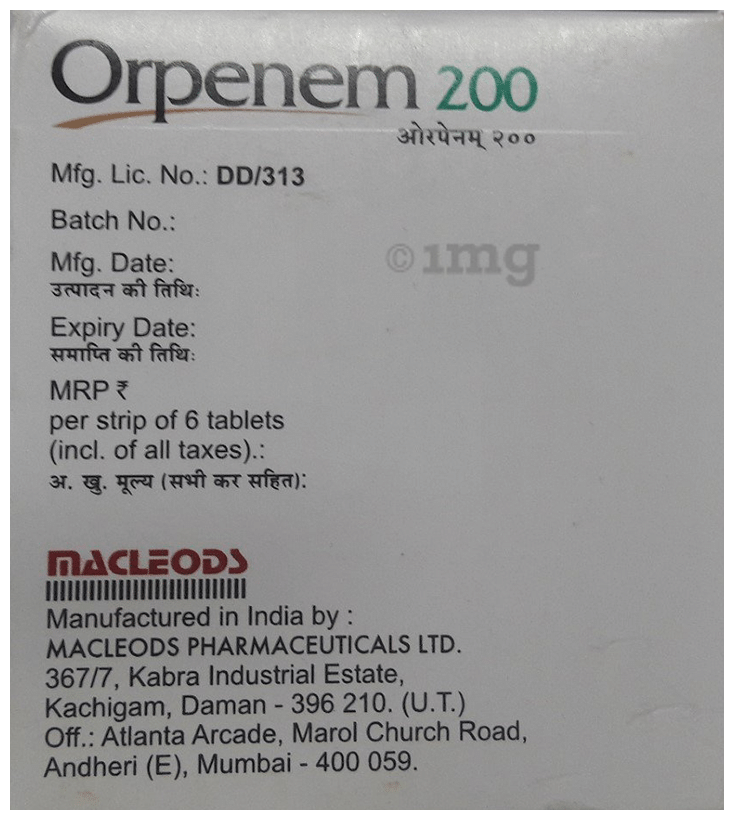 Orpenem 200
ओरपेनम् २००
Mfg. Lic. No.: DD/313
Batch No.:
©1mg
Mfg. Date:
उत्पादन की तिथि:
Expiry Date:
समाप्ति की तिथि:
MRP ₹
per strip of 6 tablets
(incl. of all taxes).:
अ. खु. मूल्य (सभी कर सहित):
MACLEODS
Manufactured in India by :
MACLEODS PHARMACEUTICALS LTD.
367/7, Kabra Industrial Estate,
Kachigam, Daman - 396 210. (U.T.)
Off.: Atlanta Arcade, Marol Church Road,
Andheri (E), Mumbai - 400 059.